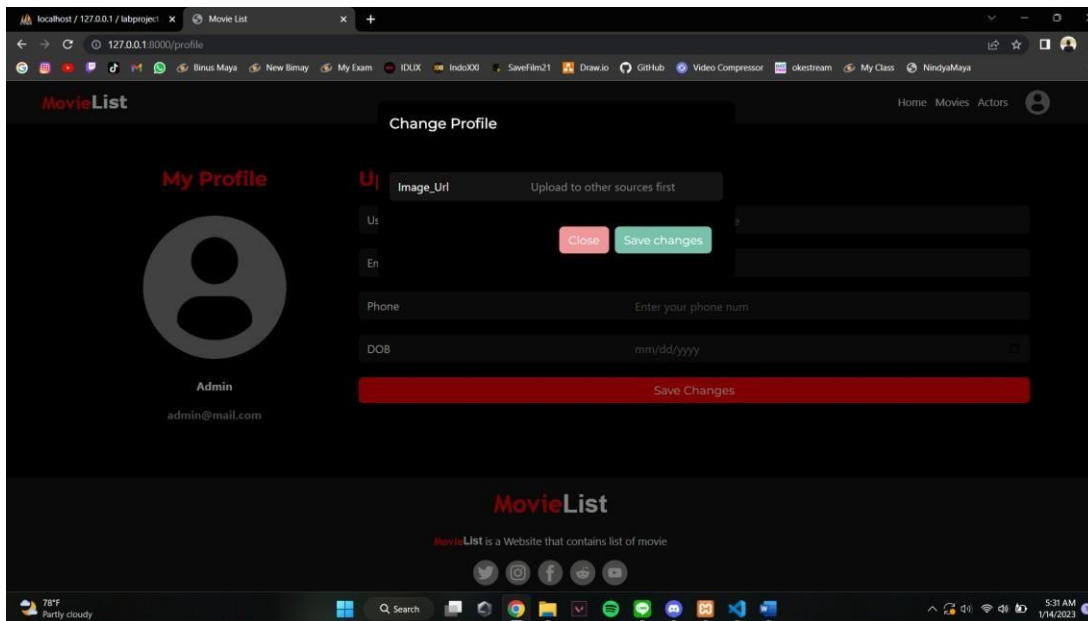 localhost / 127.0.0.1 / labproject
Movie List
127.0.0.1:8000/profile
Binus Maya
New Bimay
My Exam
IDLIX
IndoXXI
SaveFilm21
Draw.io
GitHub
Video Compressor
okestream
My Class
NindyaMaya
MovieList
Home Movies Actors
Change Profile
My Profile
Up
Image_Url Upload to other sources first
Us
Close Save changes
En
Phone Enter your phone num
DOB mm/dd/yyyy
Admin
Save Changes
admin@mail.com
MovieList
MovieList is a Website that contains list of movie
78°F
Partly cloudy
Search
5:31 AM
1/14/2023